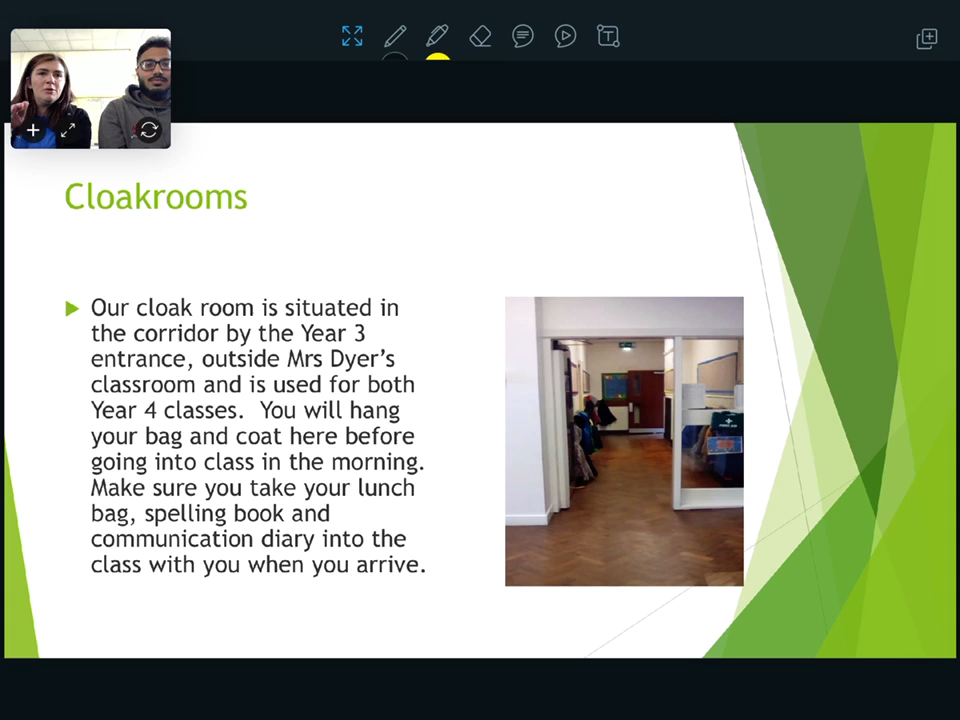 Cloakrooms
Our cloak room is situated in
the corridor by the Year 3
entrance, outside Mrs Dyer's
classroom and is used for both
Year 4 classes.  You will hang
your bag and coat here before
going into class in the morning.
Make sure you take your lunch
bag, spelling book and
communication diary into the
class with you when you arrive.